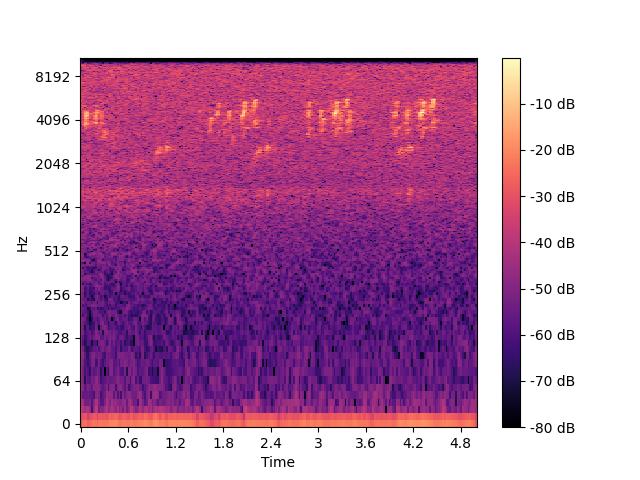 8192
4096
2048
1024
512
256
128
64
0
Hz
0 0.6 1.2 1.8 2.4 3 3.6 4.2 4.8
Time
-10 dB
-20 dB
-30 dB
-40 dB
-50 dB
-60 dB
-70 dB
-80 dB